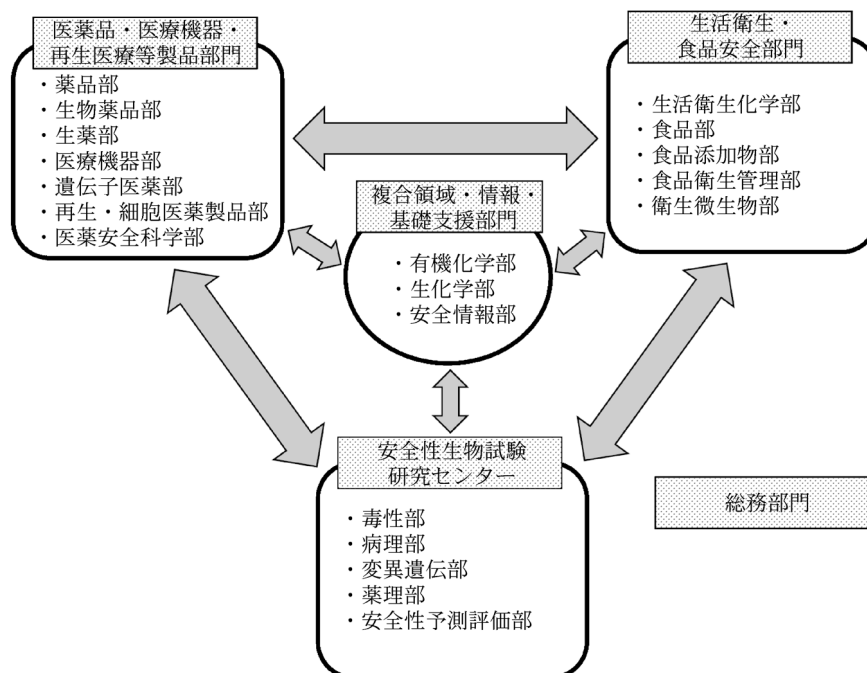 医薬品・医療機器・
再生医療等製品部門
・薬品部
・生物薬品部
・生薬部
・医療機器部
・遺伝子医薬部
・再生・細胞医薬製品部
・医薬安全科学部
生活衛生・
食品安全部門
・生活衛生化学部
・食品部
・食品添加物部
・食品衛生管理部
・衛生微生物部
複合領域・情報・
基礎支援部門
・有機化学部
・生化学部
・安全情報部
安全性生物試験
研究センター
・毒性部
・病理部
・変異遺伝部
・薬理部
・安全性予測評価部
総務部門